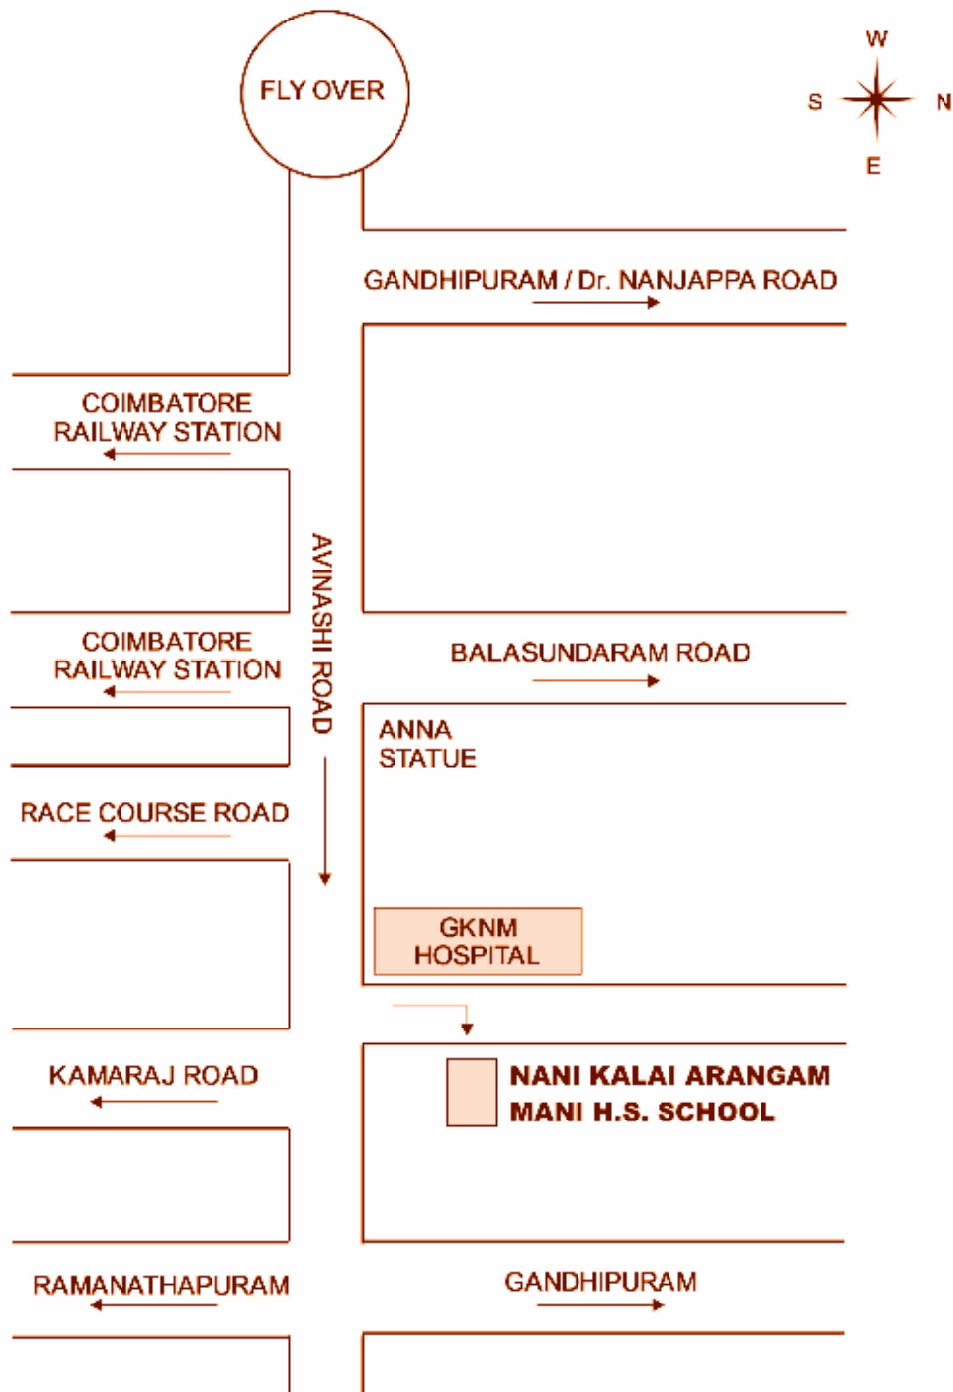 FLY OVER
W
S
N
E
GANDHIPURAM / Dr. NANJAPPA ROAD
COIMBATORE
RAILWAY STATION
AVINASHI ROAD
COIMBATORE
RAILWAY STATION
BALASUNDARAM ROAD
ANNA
STATUE
RACE COURSE ROAD
GKNM
HOSPITAL
KAMARAJ ROAD
NANI KALAI ARANGAM
MANI H.S. SCHOOL
RAMANATHAPURAM
GANDHIPURAM